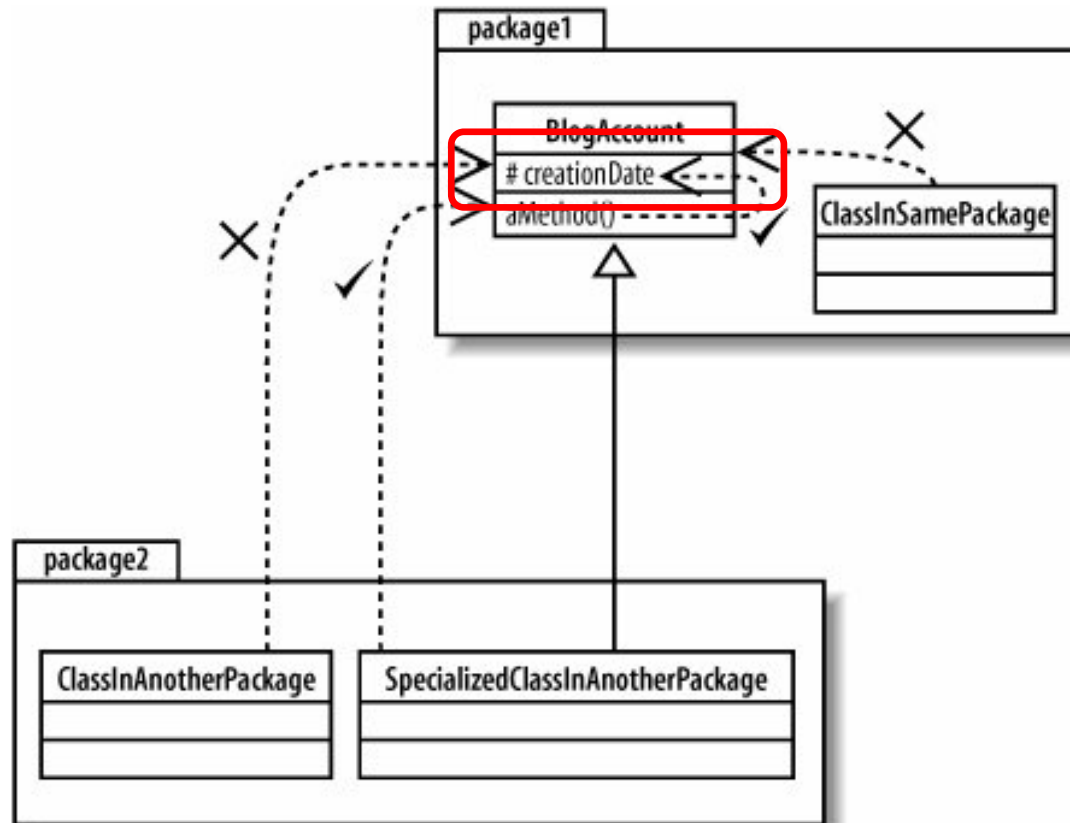 package1
BlogAccount
# creationDate
aMethod()
ClassInSamePackage
package2
ClassInAnotherPackage
SpecializedClassInAnotherPackage